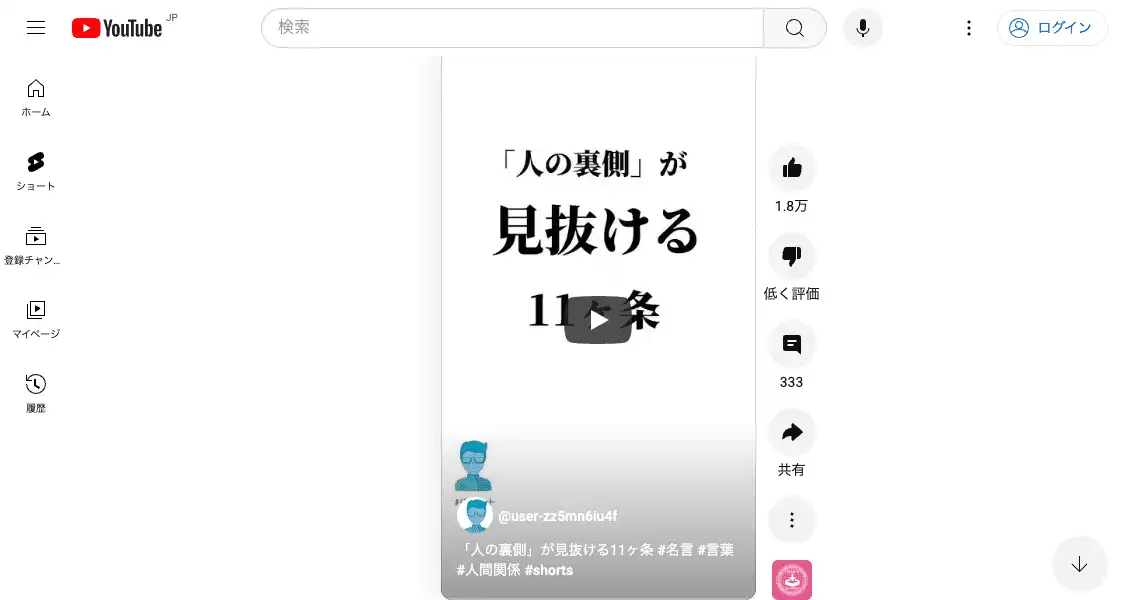 YouTube JP
検索
ログイン
ホーム
ショート
登録チャン...
マイページ
履歴
「人の裏側」が
見抜ける
11ヶ条
@user-zz5mn6iu4f
「人の裏側」が見抜ける11ヶ条 #名言 #言葉
#人間関係 #shorts
1.8万
低く評価
333
共有